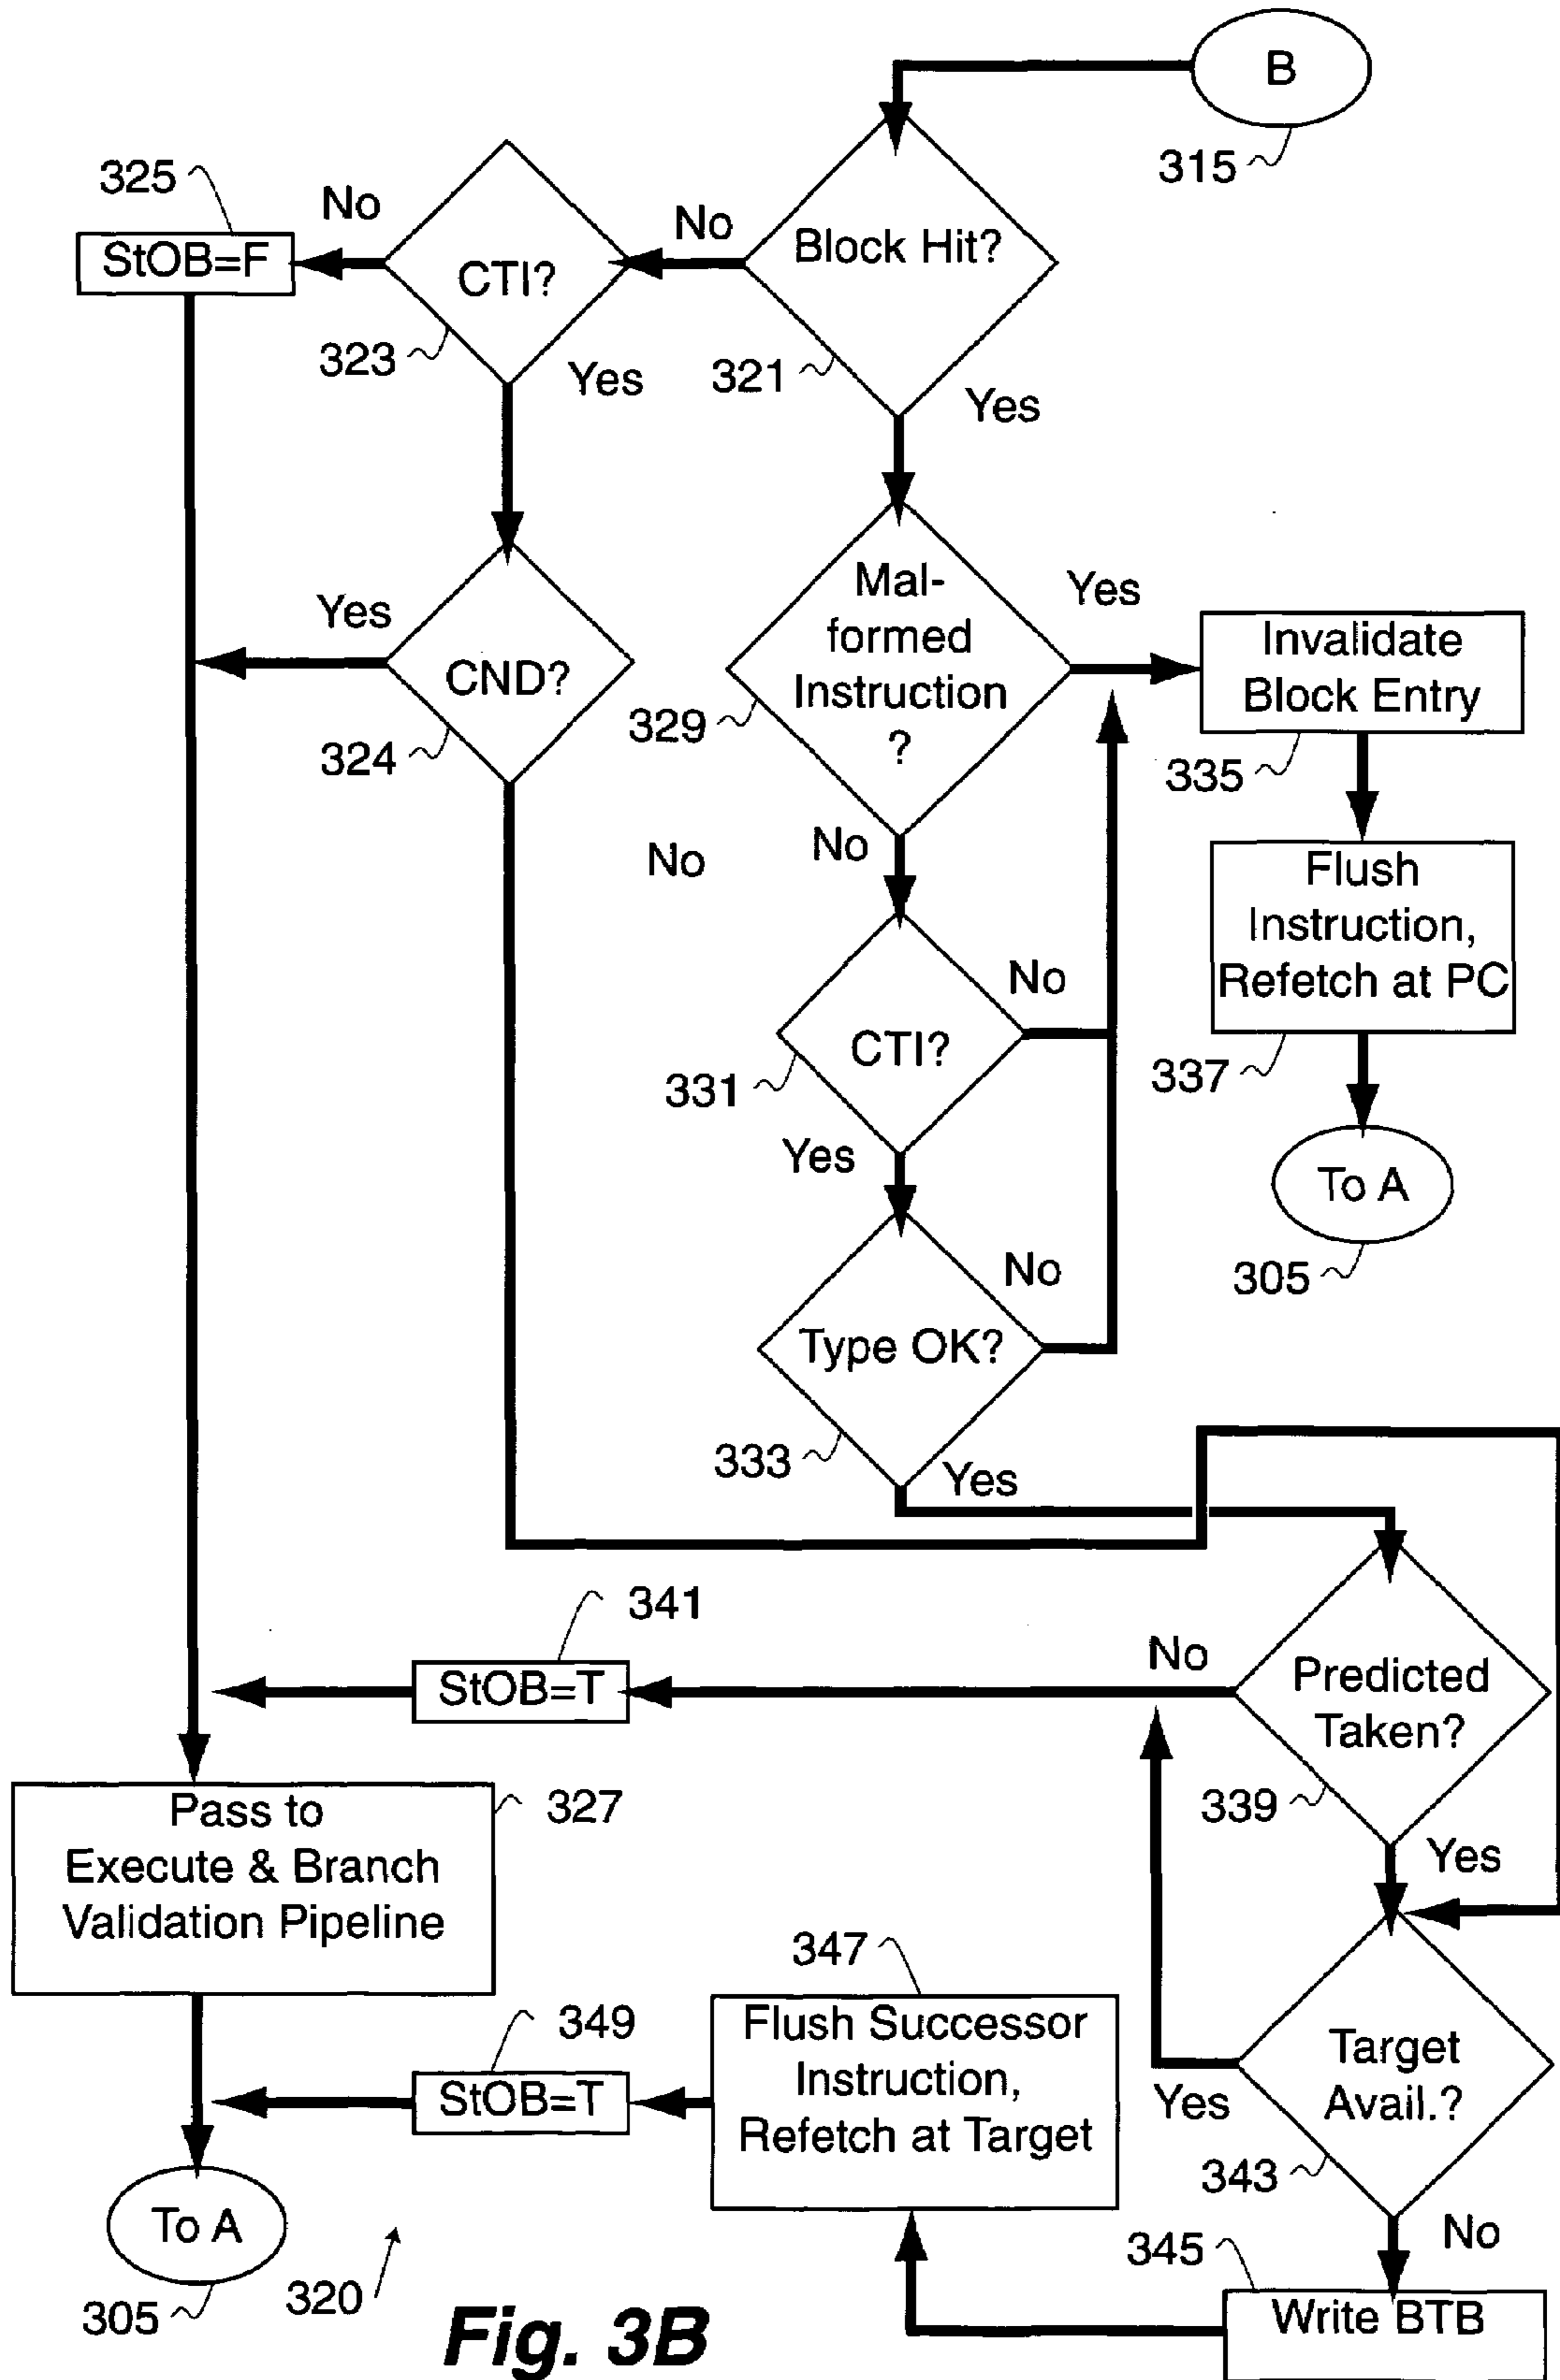 B
315
325
No
No
StOB=F
CTI?
Block Hit?
323
Yes
321
Yes
Mal-
formed
Instruction
?
Yes
Yes
CND?
324
329
Invalidate
Block Entry
335
No
No
Flush
Instruction,
Refetch at PC
337
CTI?
No
331
Yes
To A
305
Type OK?
No
333
Yes
341
StOB=T
No
Predicted
Taken?
339
Yes
Pass to
Execute & Branch
Validation Pipeline
327
347
349
StOB=T
Flush Successor
Instruction,
Refetch at Target
Target
Avail.?
Yes
343
No
To A
305
320
345
Write BTB
Fig. 3B